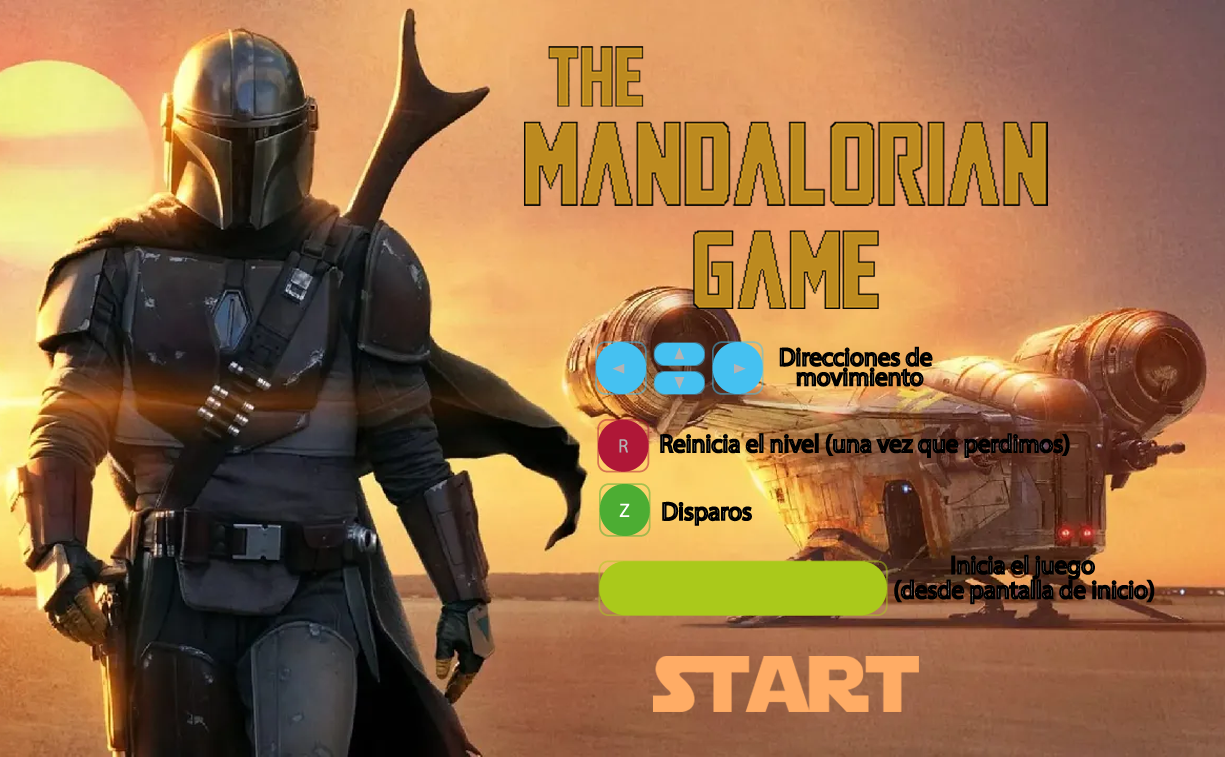 THE
MANDALORIAN
GAME
Direcciones de
movimiento
R
Reinicia el nivel (una vez que perdimos)
Z
Disparos
Inicia el juego
(desde pantalla de inicio)
START